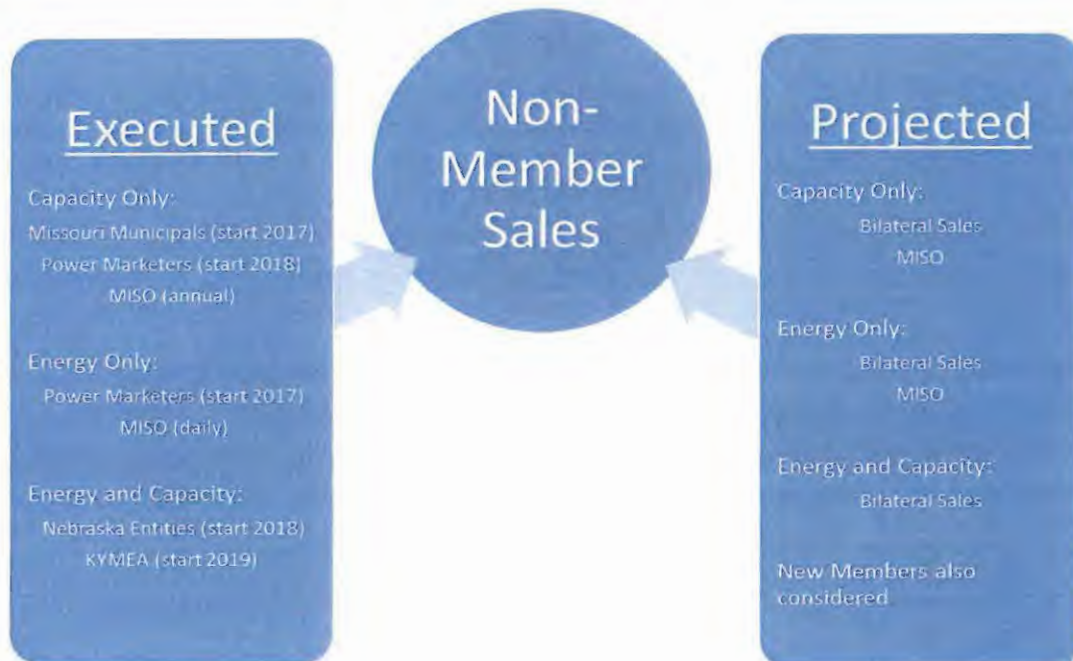 Executed
Capacity Only:
Missouri Municipals (start 2017)
Power Marketers (start 2018)
MISO (annual)
Energy Only:
Power Marketers (start 2017)
MISO (daily)
Energy and Capacity:
Nebraska Entities (start 2018)
KYMEA (start 2019)
Non-
Member
Sales
Projected
Capacity Only:
Bilateral Sales
MISO
Energy Only:
Bilateral Sales
MISO
Energy and Capacity:
Bilateral Sales
New Members also
considered